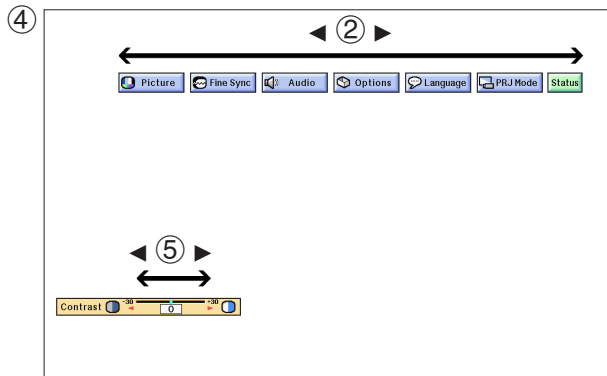 ④
◄ ② ►
Picture Fine Sync Audio Options Language PRJ Mode Status
◄ ⑤ ►
Contrast -30 0 +30